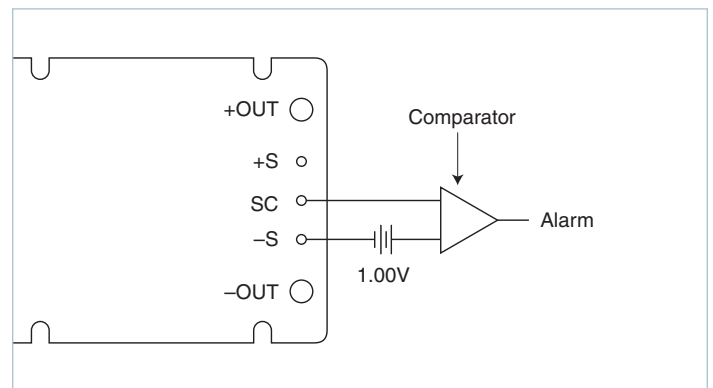 +OUT
Comparator
+S
SC
Alarm
–S
1.00V
–OUT